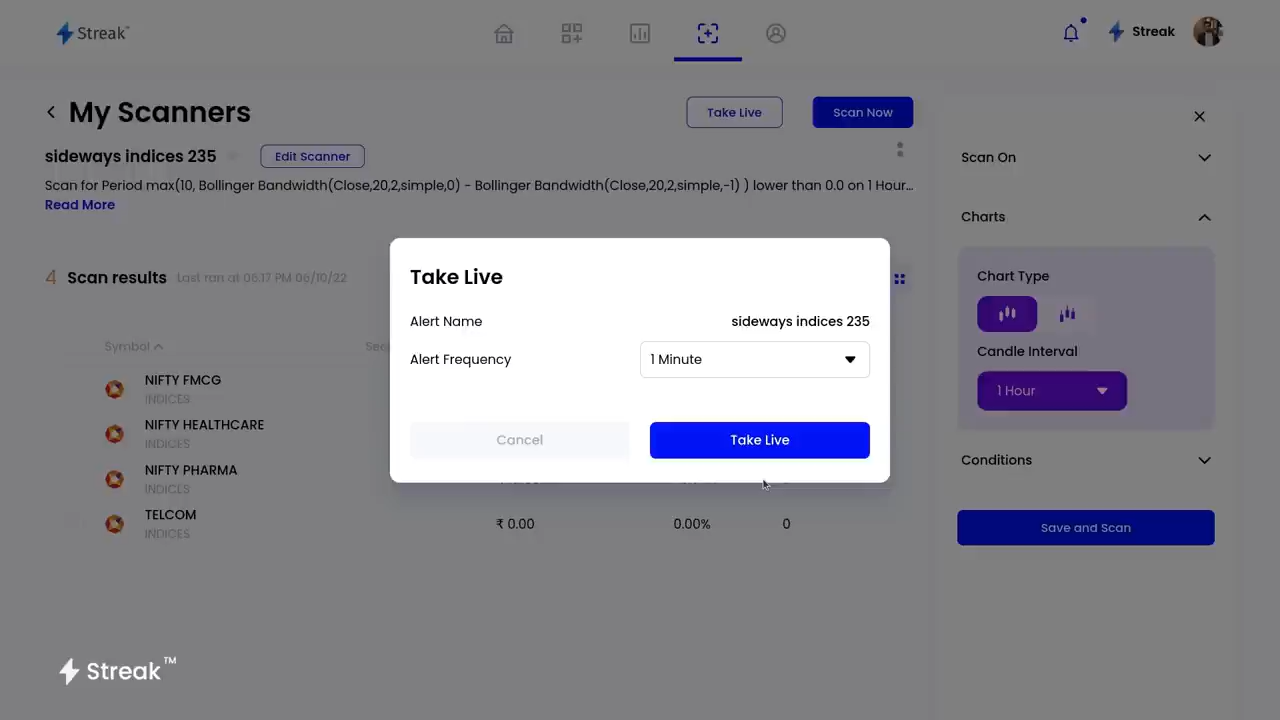 Streak
Streak
My Scanners
Take Live
Scan Now
sideways indices 235
Edit Scanner
Scan for Period max(10, Bollinger Bandwidth(Close,20,2,simple,0) - Bollinger Bandwidth(Close,20,2,simple,-1) ) lower than 0.0 on 1 Hour...
Read More
4 Scan results Last ran at 06:17 PM 06/10/22
Symbol
NIFTY FMCG
INDICES
NIFTY HEALTHCARE
INDICES
NIFTY PHARMA
INDICES
TELCOM
INDICES
₹ 0.00 0.00% 0
Take Live
Alert Name sideways indices 235
Alert Frequency 1 Minute
Cancel Take Live
Scan On
Charts
Chart Type
Candle Interval
1 Hour
Conditions
Save and Scan
Streak™